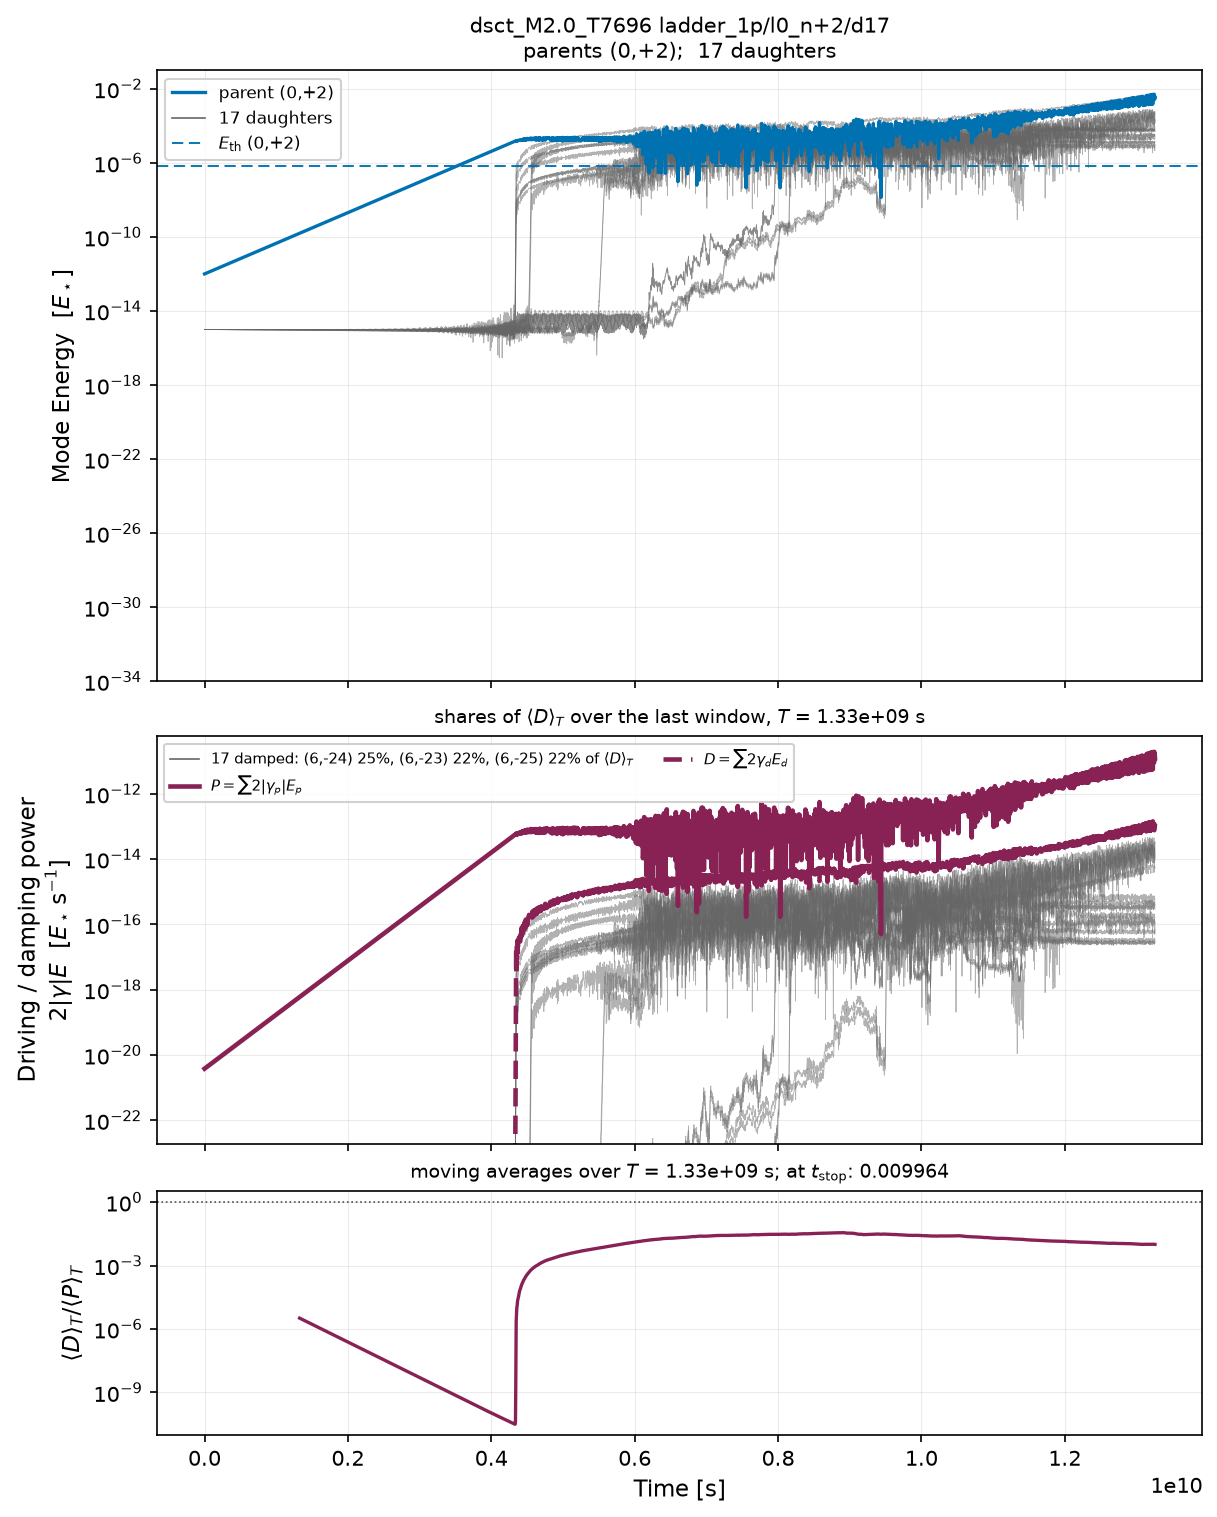 dsct_M2.0_T7696 ladder_1p/l0_n+2/d17
parents (0,+2);  17 daughters
parent (0,+2)
17 daughters
E_th (0,+2)
Mode Energy  [E⋆]
10⁻²
10⁻⁶
10⁻¹⁰
10⁻¹⁴
10⁻¹⁸
10⁻²²
10⁻²⁶
10⁻³⁰
10⁻³⁴
shares of ⟨D⟩_T over the last window, T = 1.33e+09 s
17 damped: (6,-24) 25%, (6,-23) 22%, (6,-25) 22% of ⟨D⟩_T
P = ∑2|γ_p|E_p
D = ∑2γ_dE_d
Driving / damping power
2|γ|E  [E⋆ s⁻¹]
10⁻¹²
10⁻¹⁴
10⁻¹⁶
10⁻¹⁸
10⁻²⁰
10⁻²²
moving averages over T = 1.33e+09 s; at t_stop: 0.009964
⟨D⟩_T/⟨P⟩_T
10⁰
10⁻³
10⁻⁶
10⁻⁹
0.0 0.2 0.4 0.6 0.8 1.0 1.2
1e10
Time [s]